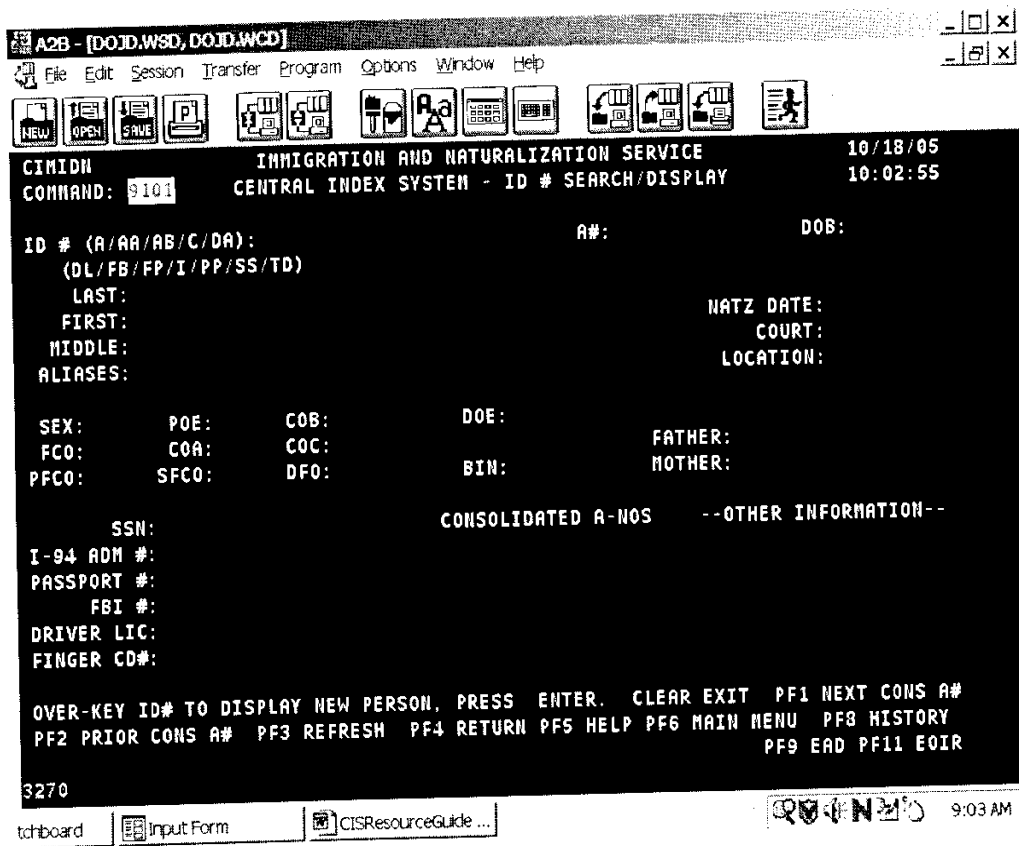 A2B - [DOJD.WSD, DOJD.WCD]
File Edit Session Transfer Program Options Window Help
NEW OPEN SAVE P
CIMIDN IMMIGRATION AND NATURALIZATION SERVICE 10/18/05
COMMAND: 9101 CENTRAL INDEX SYSTEM - ID # SEARCH/DISPLAY 10:02:55
ID # (A/AA/AB/C/DA): A#: DOB:
(DL/FB/FP/I/PP/SS/TD)
LAST:
FIRST: NATZ DATE:
MIDDLE: COURT:
ALIASES: LOCATION:
SEX: POE: COB: DOE:
FCO: COA: COC: FATHER:
PFCO: SFCO: DFO: BIN: MOTHER:
SSN: CONSOLIDATED A-NOS --OTHER INFORMATION--
I-94 ADM #:
PASSPORT #:
FBI #:
DRIVER LIC:
FINGER CD#:
OVER-KEY ID# TO DISPLAY NEW PERSON, PRESS ENTER. CLEAR EXIT PF1 NEXT CONS A#
PF2 PRIOR CONS A# PF3 REFRESH PF4 RETURN PF5 HELP PF6 MAIN MENU PF8 HISTORY
PF9 EAD PF11 EOIR
3270
tchboard Input Form CISResourceGuide ... N 9:03 AM